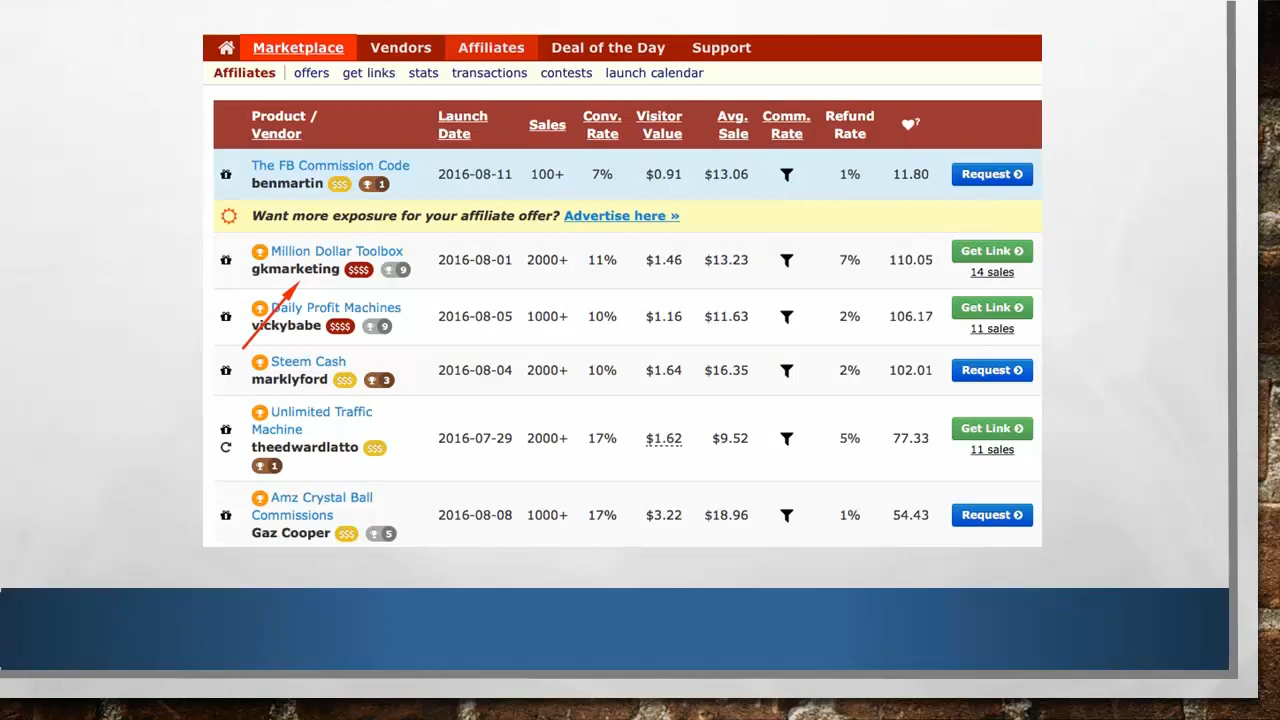 Marketplace Vendors Affiliates Deal of the Day Support
Affiliates offers get links stats transactions contests launch calendar
Product / Vendor Launch Date Sales Conv. Rate Visitor Value Avg. Sale Comm. Rate Refund Rate ?
The FB Commission Code
benmartin $$$ 1 2016-08-11 100+ 7% $0.91 $13.06 1% 11.80 Request
Want more exposure for your affiliate offer? Advertise here »
Million Dollar Toolbox
gkmarketing $$$$ 9 2016-08-01 2000+ 11% $1.46 $13.23 7% 110.05 Get Link
14 sales
Daily Profit Machines
vickybabe $$$$ 9 2016-08-05 1000+ 10% $1.16 $11.63 2% 106.17 Get Link
11 sales
Steem Cash
marklyford $$$ 3 2016-08-04 2000+ 10% $1.64 $16.35 2% 102.01 Request
Unlimited Traffic
Machine
theedwardlatto $$$
1 2016-07-29 2000+ 17% $1.62 $9.52 5% 77.33 Get Link
11 sales
Amz Crystal Ball
Commissions
Gaz Cooper $$$ 5 2016-08-08 1000+ 17% $3.22 $18.96 1% 54.43 Request